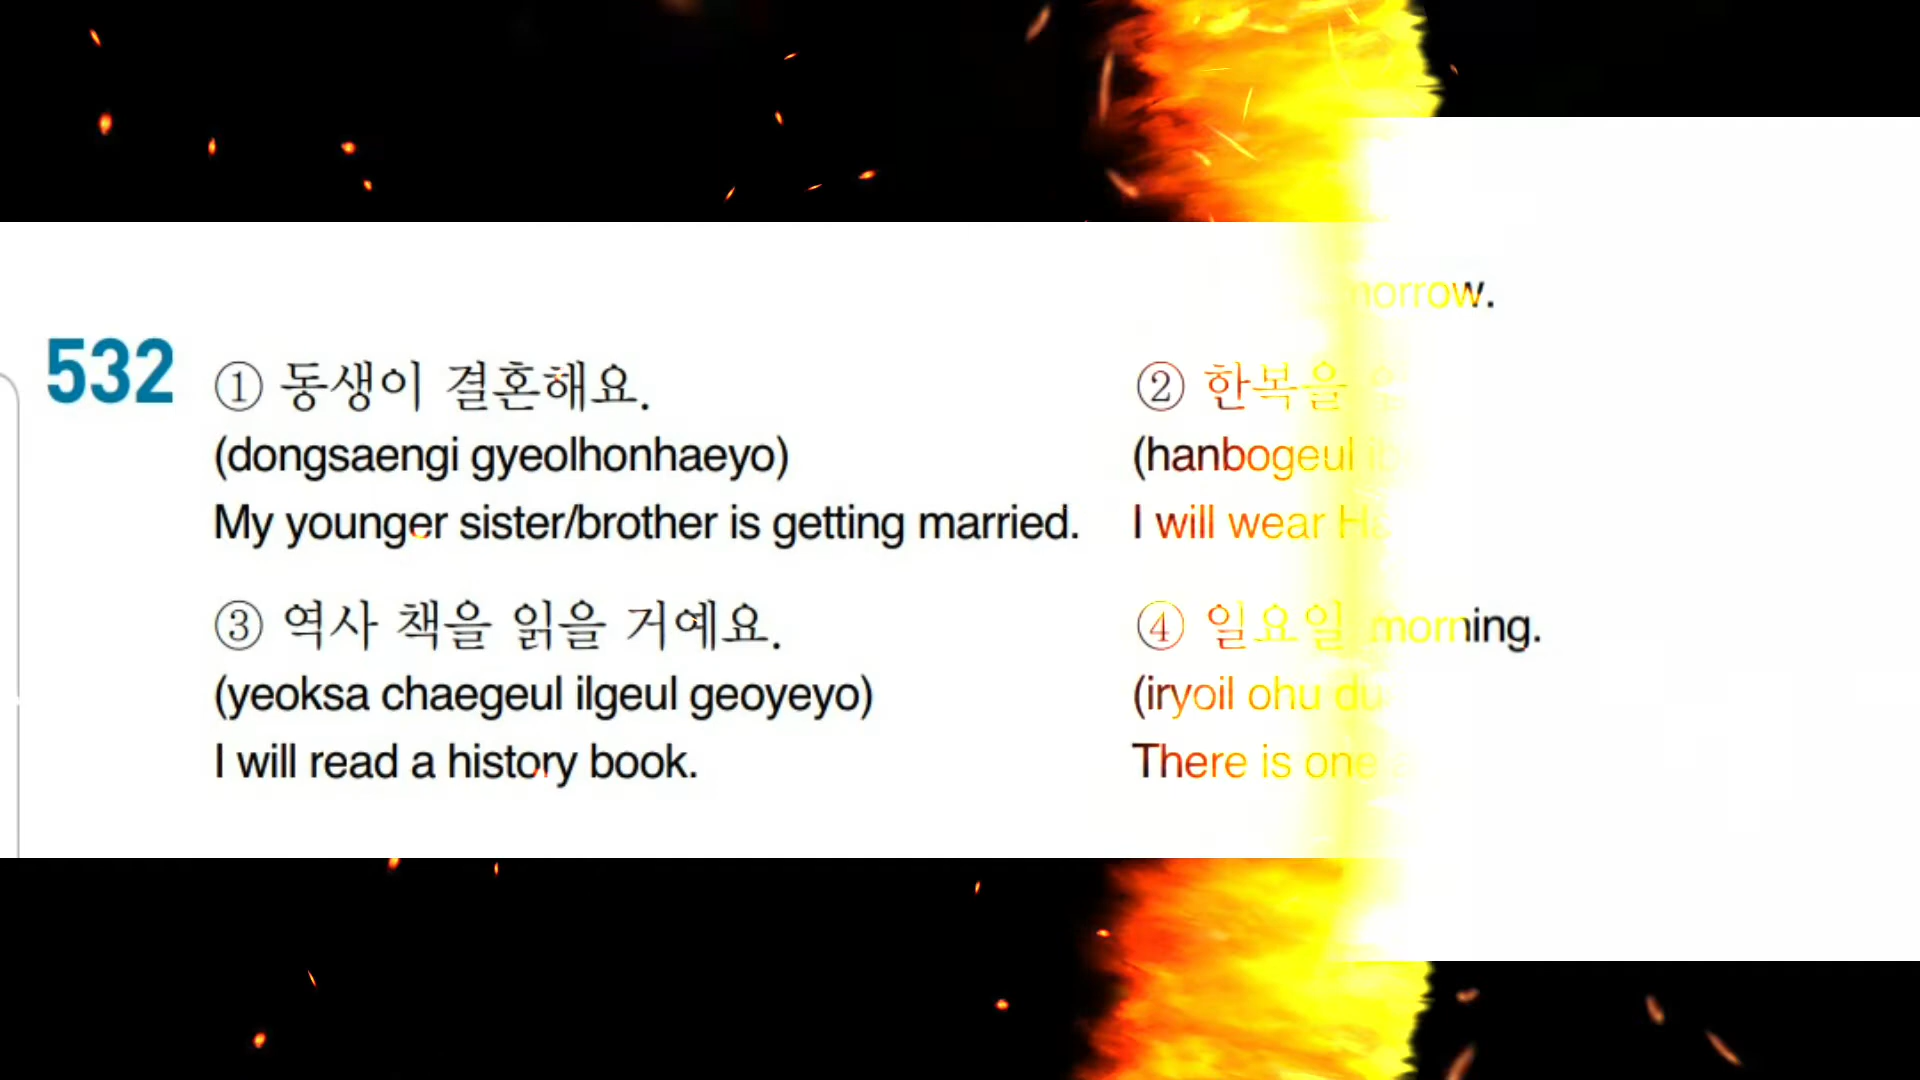 532
① 동생이 결혼해요.
(dongsaengi gyeolhonhaeyo)
My younger sister/brother is getting married.
② 한복을
(hanbogeul
I will wear
③ 역사 책을 읽을 거예요.
(yeoksa chaegeul ilgeul geoyeyo)
I will read a history book.
④ 일요일 morning.
(iryoil ohu
There is one